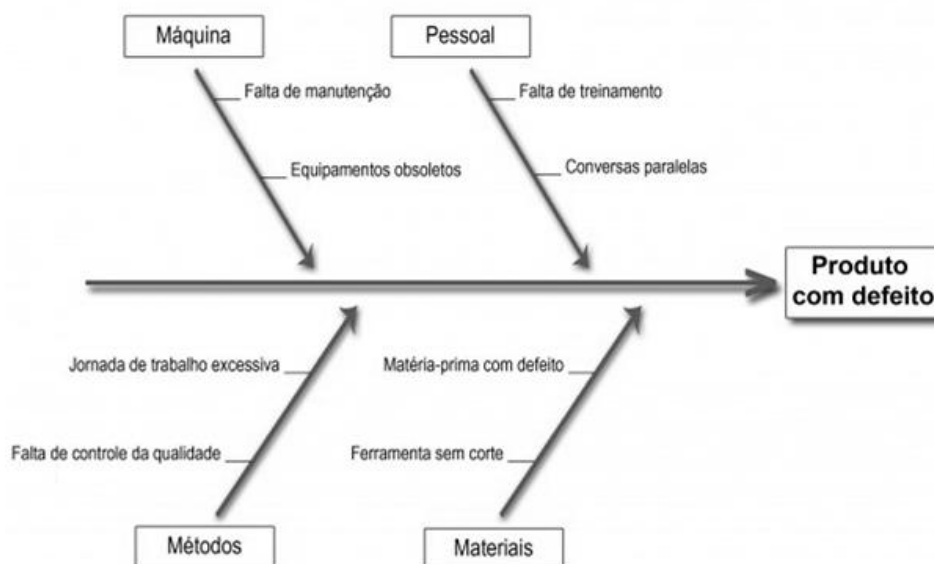 Máquina
Pessoal
Falta de manutenção
Falta de treinamento
Equipamentos obsoletos
Conversas paralelas
Produto
com defeito
Jornada de trabalho excessiva
Matéria-prima com defeito
Falta de controle da qualidade
Ferramenta sem corte
Métodos
Materiais